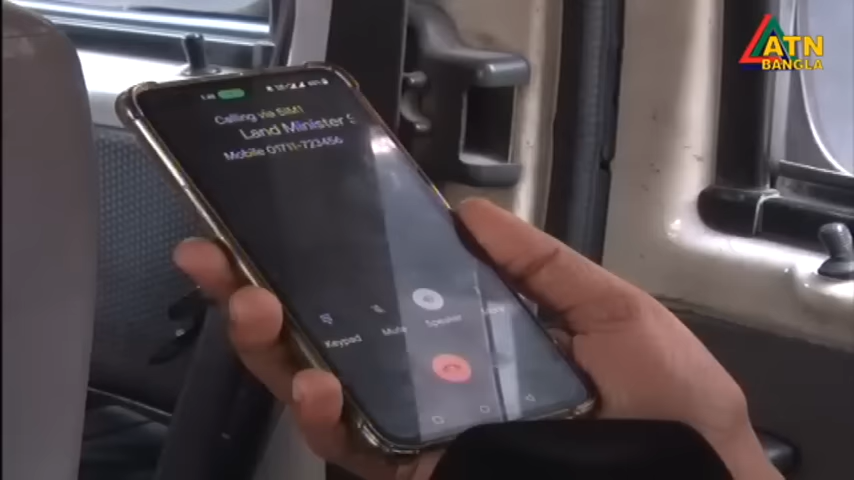 ATN
BANGLA
Calling via SIM1
Land Minister S
Mobile 01711-723456
Keypad
Mute
Speaker